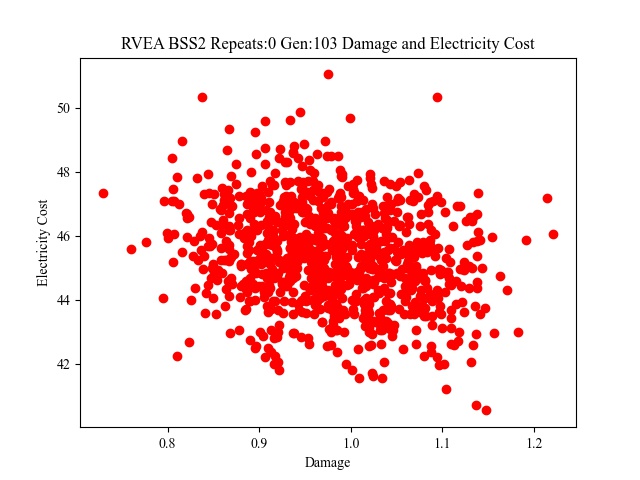 RVEA BSS2 Repeats:0 Gen:103 Damage and Electricity Cost
50
48
46
44
42
Electricity Cost
0.8 0.9 1.0 1.1 1.2
Damage